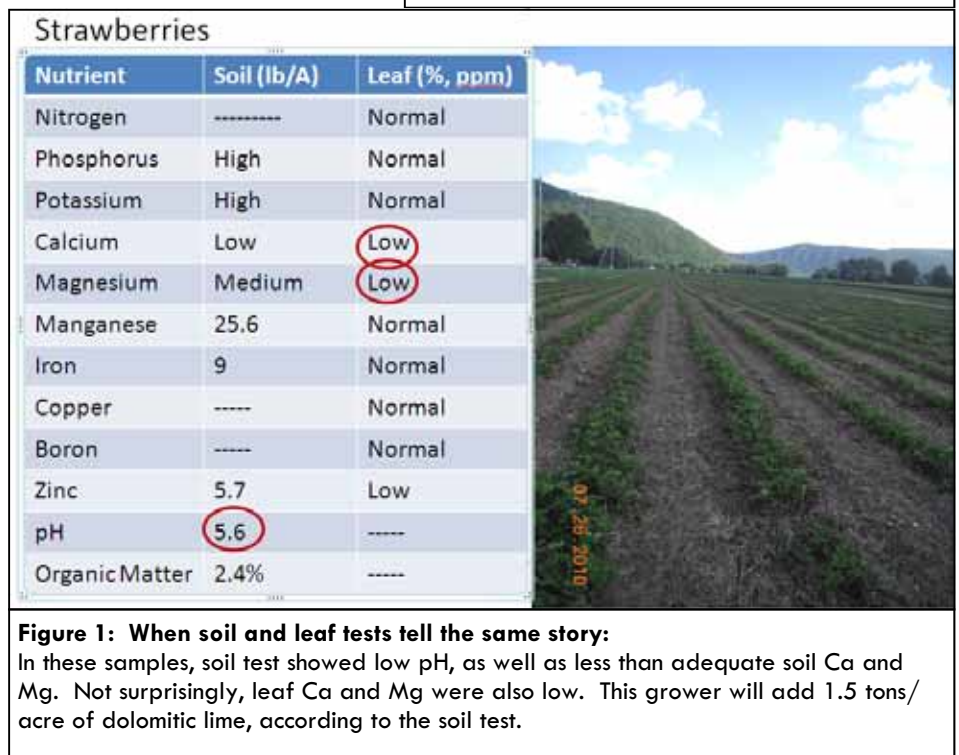 Strawberries
Nutrient Soil (lb/A) Leaf (%, ppm)
Nitrogen --------- Normal
Phosphorus High Normal
Potassium High Normal
Calcium Low Low
Magnesium Medium Low
Manganese 25.6 Normal
Iron 9 Normal
Copper ----- Normal
Boron ----- Normal
Zinc 5.7 Low
pH 5.6 -----
Organic Matter 2.4% -----
07 26 2010
Figure 1: When soil and leaf tests tell the same story:
In these samples, soil test showed low pH, as well as less than adequate soil Ca and
Mg. Not surprisingly, leaf Ca and Mg were also low. This grower will add 1.5 tons/
acre of dolomitic lime, according to the soil test.